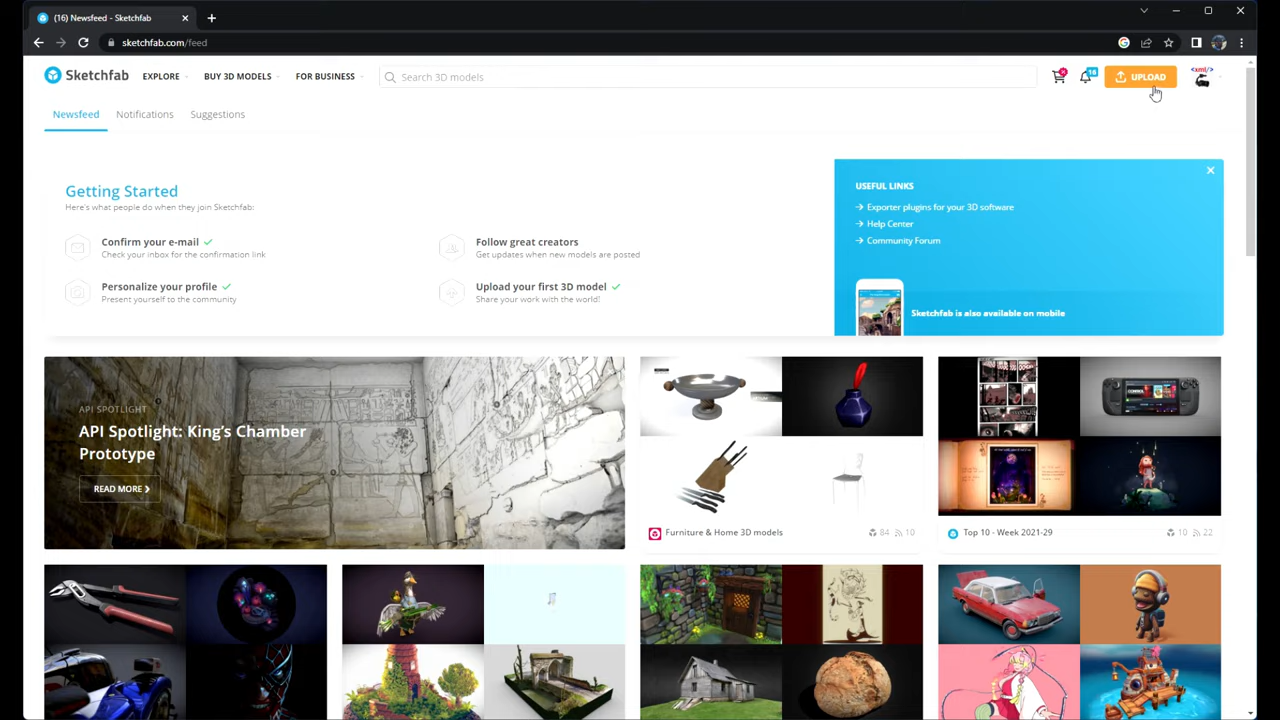 (16) Newsfeed - Sketchfab
sketchfab.com/feed
Sketchfab EXPLORE BUY 3D MODELS FOR BUSINESS Search 3D models UPLOAD
Newsfeed Notifications Suggestions
Getting Started
Here's what people do when they join Sketchfab:
Confirm your e-mail
Check your inbox for the confirmation link
Follow great creators
Get updates when new models are posted
Personalize your profile
Present yourself to the community
Upload your first 3D model
Share your work with the world!
USEFUL LINKS
Exporter plugins for your 3D software
Help Center
Community Forum
Sketchfab is also available on mobile
API SPOTLIGHT
API Spotlight: King's Chamber
Prototype
READ MORE
Furniture & Home 3D models 84 10
Top 10 - Week 2021-29 10 22